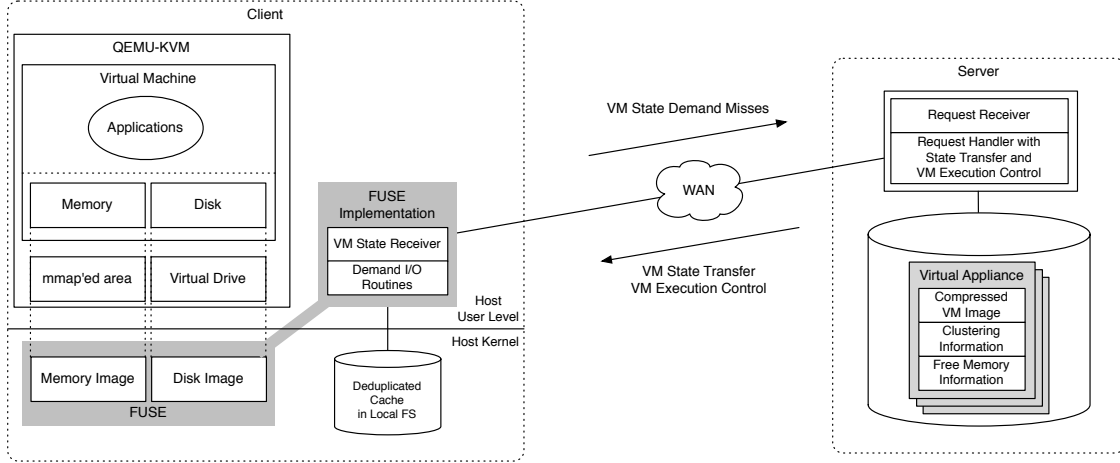 Client
QEMU-KVM
Virtual Machine
Applications
Memory
Disk
mmap'ed area
Virtual Drive
FUSE
Implementation
VM State Receiver
Demand I/O
Routines
Host
User Level
Host Kernel
Memory Image
Disk Image
FUSE
Deduplicated
Cache
in Local FS
VM State Demand Misses
WAN
VM State Transfer
VM Execution Control
Server
Request Receiver
Request Handler with
State Transfer and
VM Execution Control
Virtual Appliance
Compressed
VM Image
Clustering
Information
Free Memory
Information